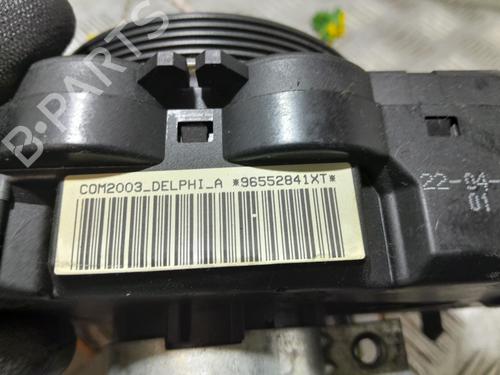 B-PARTS
COM2003_DELPHI_A *96552841XT*
22-04-
01